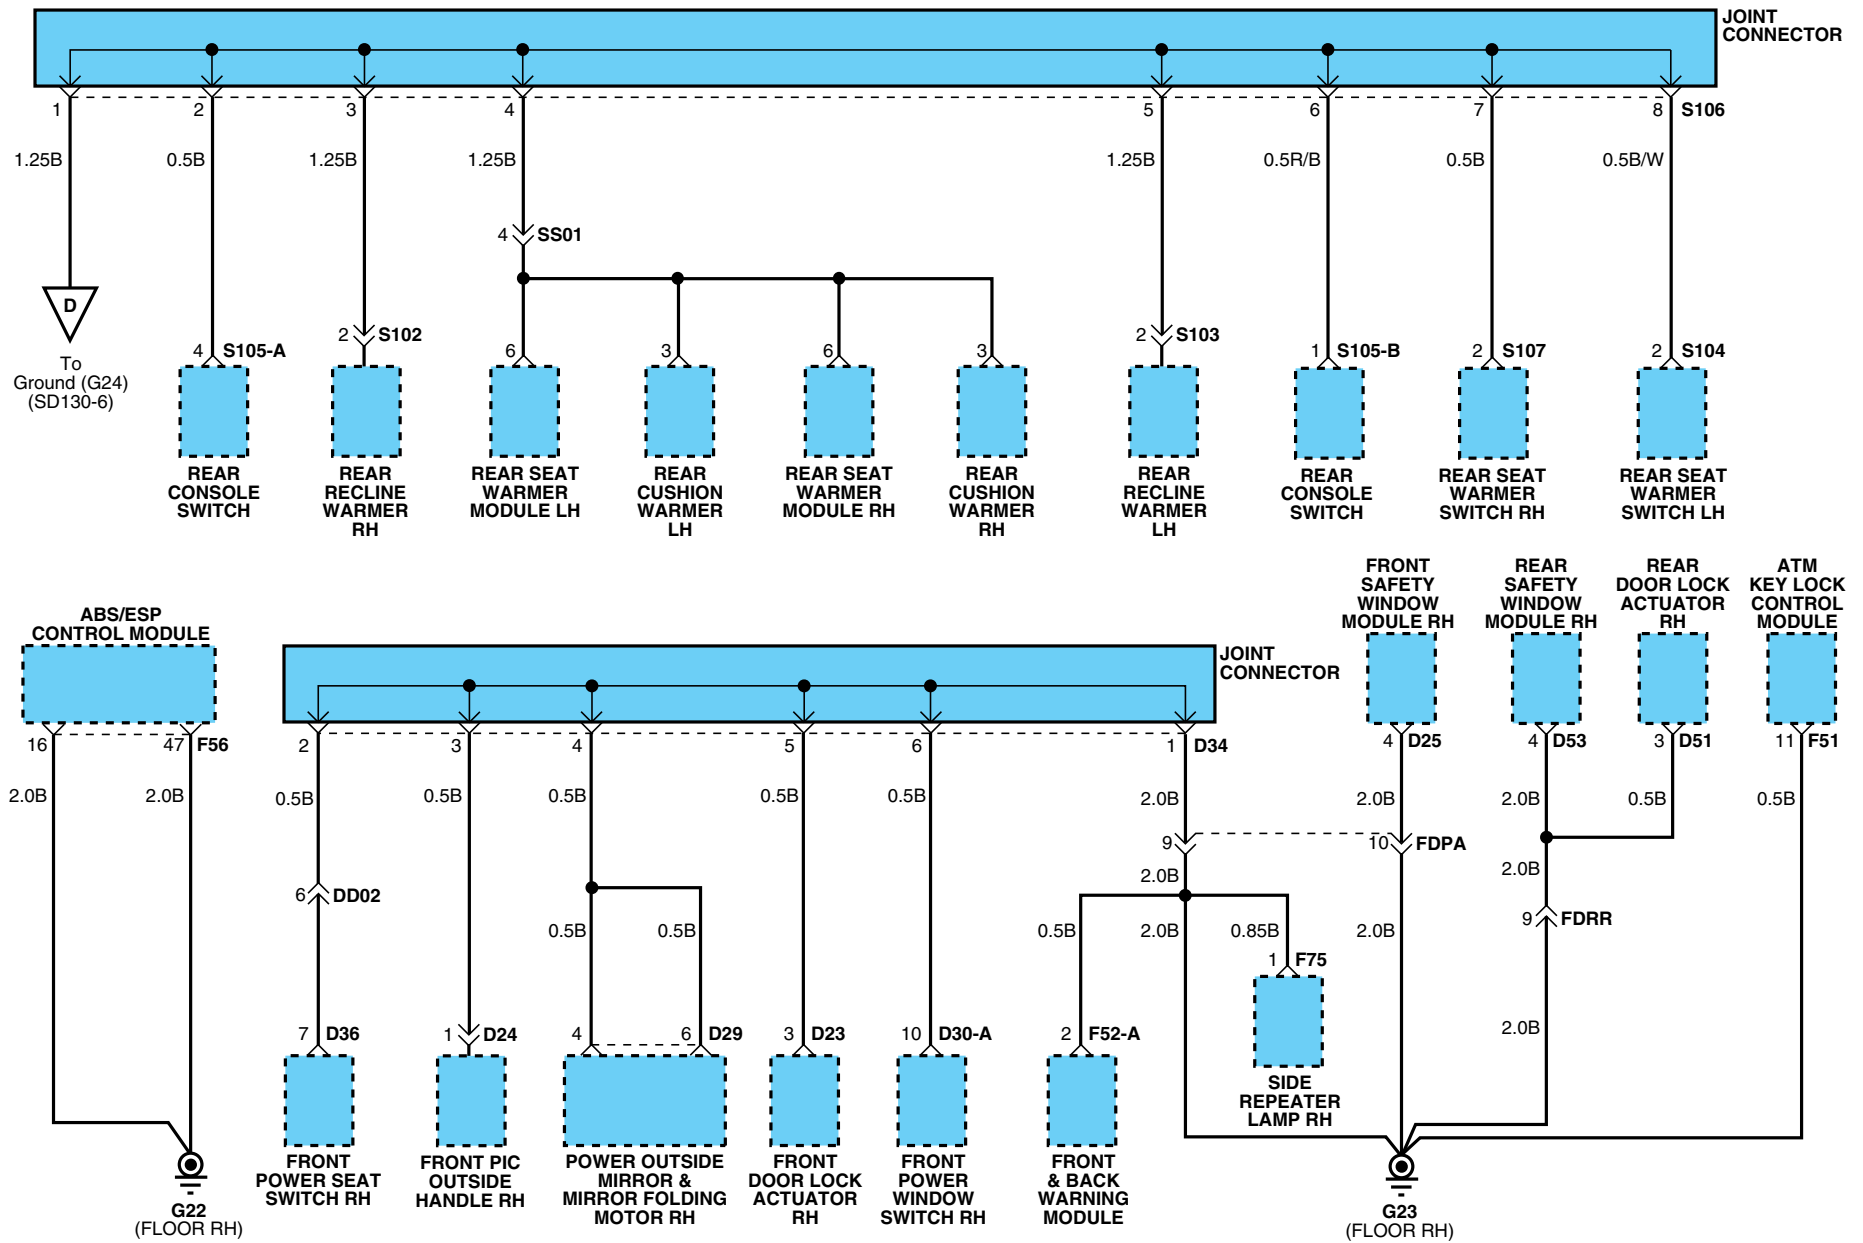 JOINT
CONNECTOR
1
2
3
4
5
6
7
8
S106
1.25B
0.5B
1.25B
1.25B
1.25B
0.5R/B
0.5B
0.5B/W
4
SS01
D
To
Ground (G24)
(SD130-6)
4
S105-A
2
S102
6
3
6
3
2
S103
1
S105-B
2
S107
2
S104
REAR
CONSOLE
SWITCH
REAR
RECLINE
WARMER
RH
REAR SEAT
WARMER
MODULE LH
REAR
CUSHION
WARMER
LH
REAR SEAT
WARMER
MODULE RH
REAR
CUSHION
WARMER
RH
REAR
RECLINE
WARMER
LH
REAR
CONSOLE
SWITCH
REAR SEAT
WARMER
SWITCH RH
REAR SEAT
WARMER
SWITCH LH
ABS/ESP
CONTROL MODULE
JOINT
CONNECTOR
FRONT
SAFETY
WINDOW
MODULE RH
REAR
SAFETY
WINDOW
MODULE RH
REAR
DOOR LOCK
ACTUATOR
RH
ATM
KEY LOCK
CONTROL
MODULE
16
47
F56
2
3
4
5
6
1
D34
4
D25
4
D53
3
D51
11
F51
2.0B
2.0B
0.5B
0.5B
0.5B
0.5B
0.5B
2.0B
2.0B
2.0B
0.5B
0.5B
9
10
FDPA
2.0B
2.0B
6
DD02
9
FDRR
0.5B
0.5B
0.5B
2.0B
0.85B
2.0B
1
F75
2.0B
7
D36
1
D24
4
6
D29
3
D23
10
D30-A
2
F52-A
SIDE
REPEATER
LAMP RH
FRONT
POWER SEAT
SWITCH RH
FRONT PIC
OUTSIDE
HANDLE RH
POWER OUTSIDE
MIRROR &
MIRROR FOLDING
MOTOR RH
FRONT
DOOR LOCK
ACTUATOR
RH
FRONT
POWER
WINDOW
SWITCH RH
FRONT
& BACK
WARNING
MODULE
G22
(FLOOR RH)
G23
(FLOOR RH)